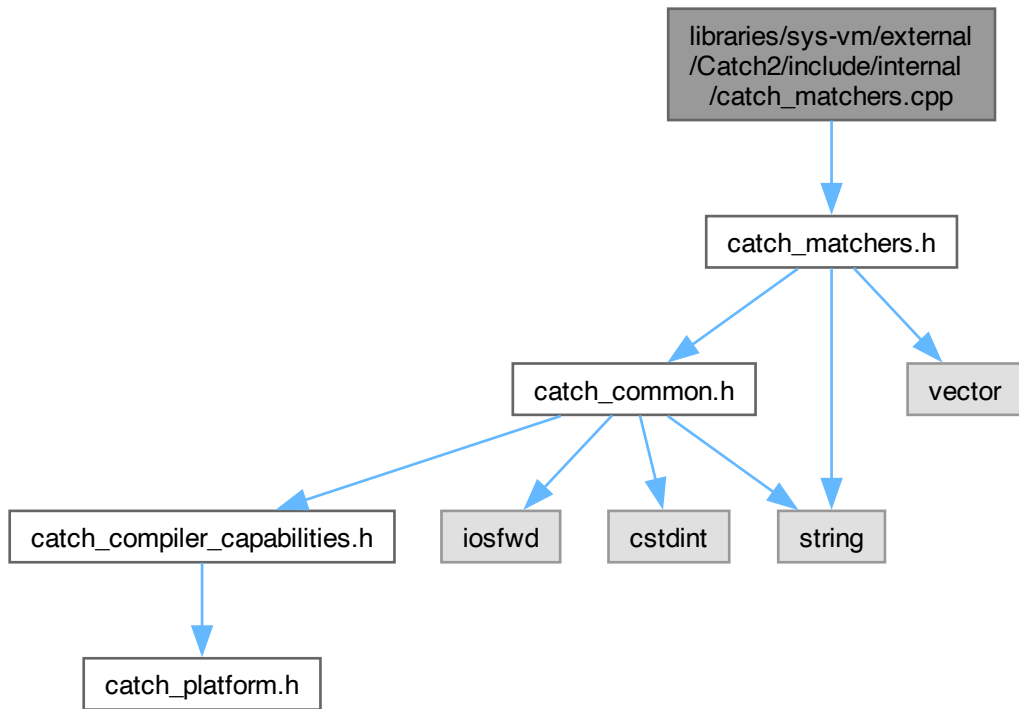 libraries/sys-vm/external
/Catch2/include/internal
/catch_matchers.cpp
catch_matchers.h
catch_common.h
vector
catch_compiler_capabilities.h
iosfwd
cstdint
string
catch_platform.h